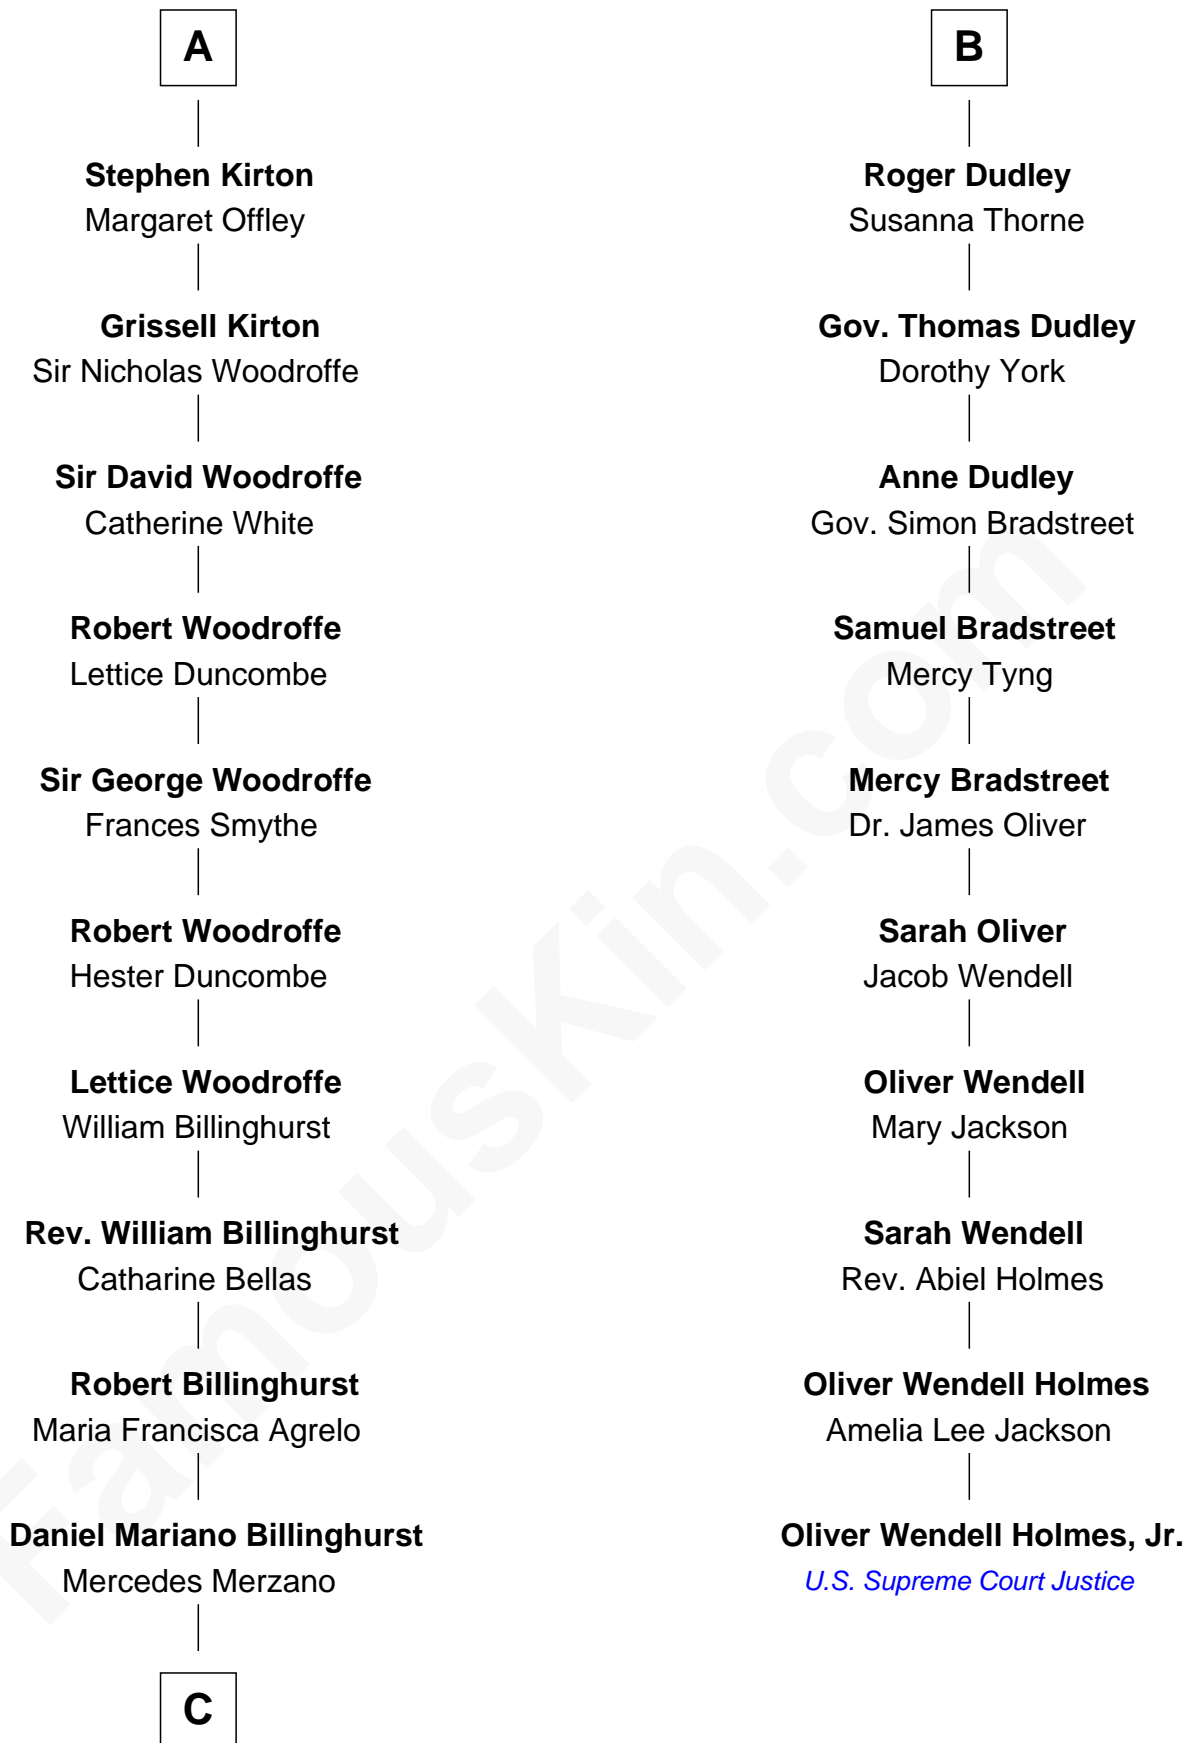 A
Stephen Kirton
Margaret Offley
Grissell Kirton
Sir Nicholas Woodroffe
Sir David Woodroffe
Catherine White
Robert Woodroffe
Lettice Duncombe
Sir George Woodroffe
Frances Smythe
Robert Woodroffe
Hester Duncombe
Lettice Woodroffe
William Billinghurst
Rev. William Billinghurst
Catharine Bellas
Robert Billinghurst
Maria Francisca Agrelo
Daniel Mariano Billinghurst
Mercedes Merzano
C
B
Roger Dudley
Susanna Thorne
Gov. Thomas Dudley
Dorothy York
Anne Dudley
Gov. Simon Bradstreet
Samuel Bradstreet
Mercy Tyng
Mercy Bradstreet
Dr. James Oliver
Sarah Oliver
Jacob Wendell
Oliver Wendell
Mary Jackson
Sarah Wendell
Rev. Abiel Holmes
Oliver Wendell Holmes
Amelia Lee Jackson
Oliver Wendell Holmes, Jr.
U.S. Supreme Court Justice
FamousKin.com